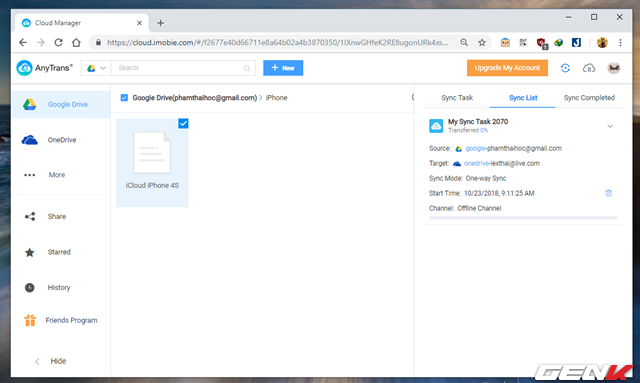 Cloud Manager
https://cloud.imobie.com/#/f2677e40d66711e8a64b02a4b3870350/1IXnwGHfeK2RE8ugonURk4xs...
AnyTrans®
Search
+ New
Upgrade My Account
Google Drive
OneDrive
More
Share
Starred
History
Friends Program
Hide
Google Drive(phamthaihoc@gmail.com) > iPhone
iCloud iPhone 4S
Sync Task Sync List Sync Completed
My Sync Task 2070
Transferred 0%
Source: google-phamthaihoc@gmail.com
Target: onedrive-lexthai@live.com
Sync Mode: One-way Sync
Start Time: 10/23/2018, 9:11:25 AM
Channel: Offline Channel
GENK